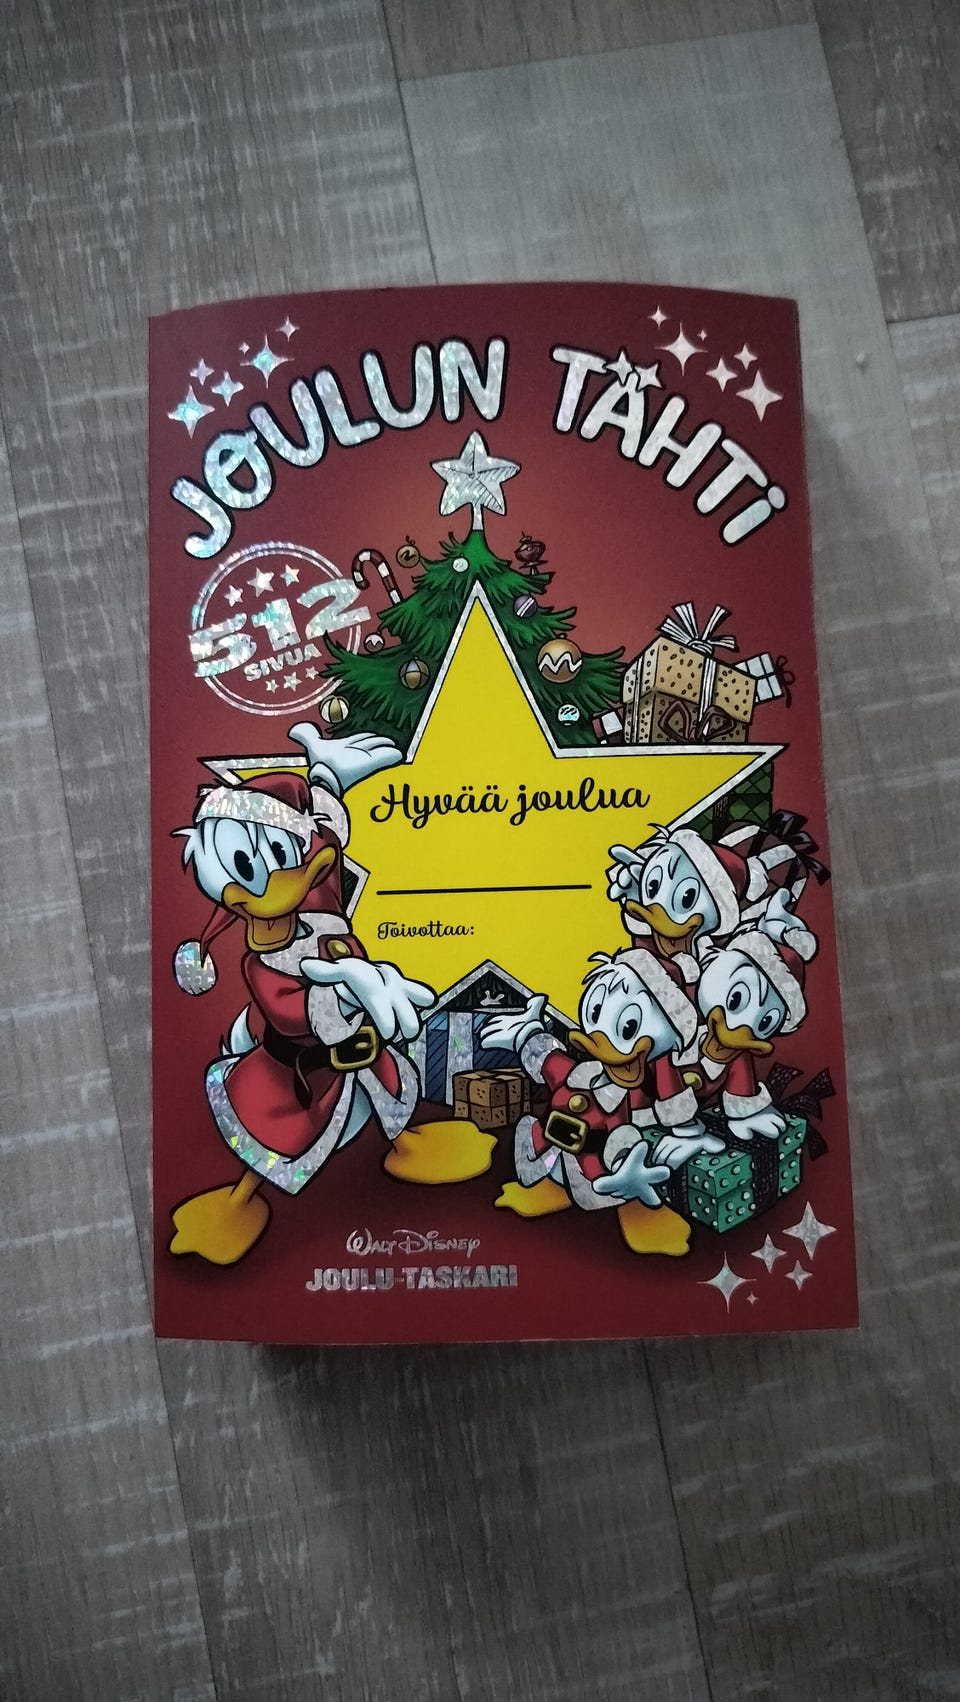 JOULUN TÄHTI
512
SIVUA
Hyvää joulua
Toivottaa:
WALT DISNEY
JOULU-TASKARI